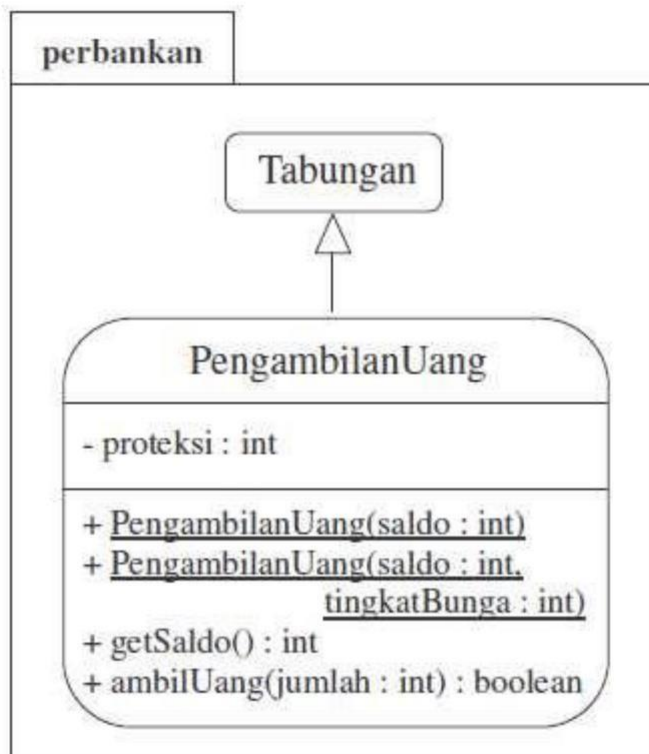 perbankan
Tabungan
PengambilanUang
- proteksi : int
+ PengambilanUang(saldo : int)
+ PengambilanUang(saldo : int,
tingkatBunga : int)
+ getSaldo() : int
+ ambilUang(jumlah : int) : boolean